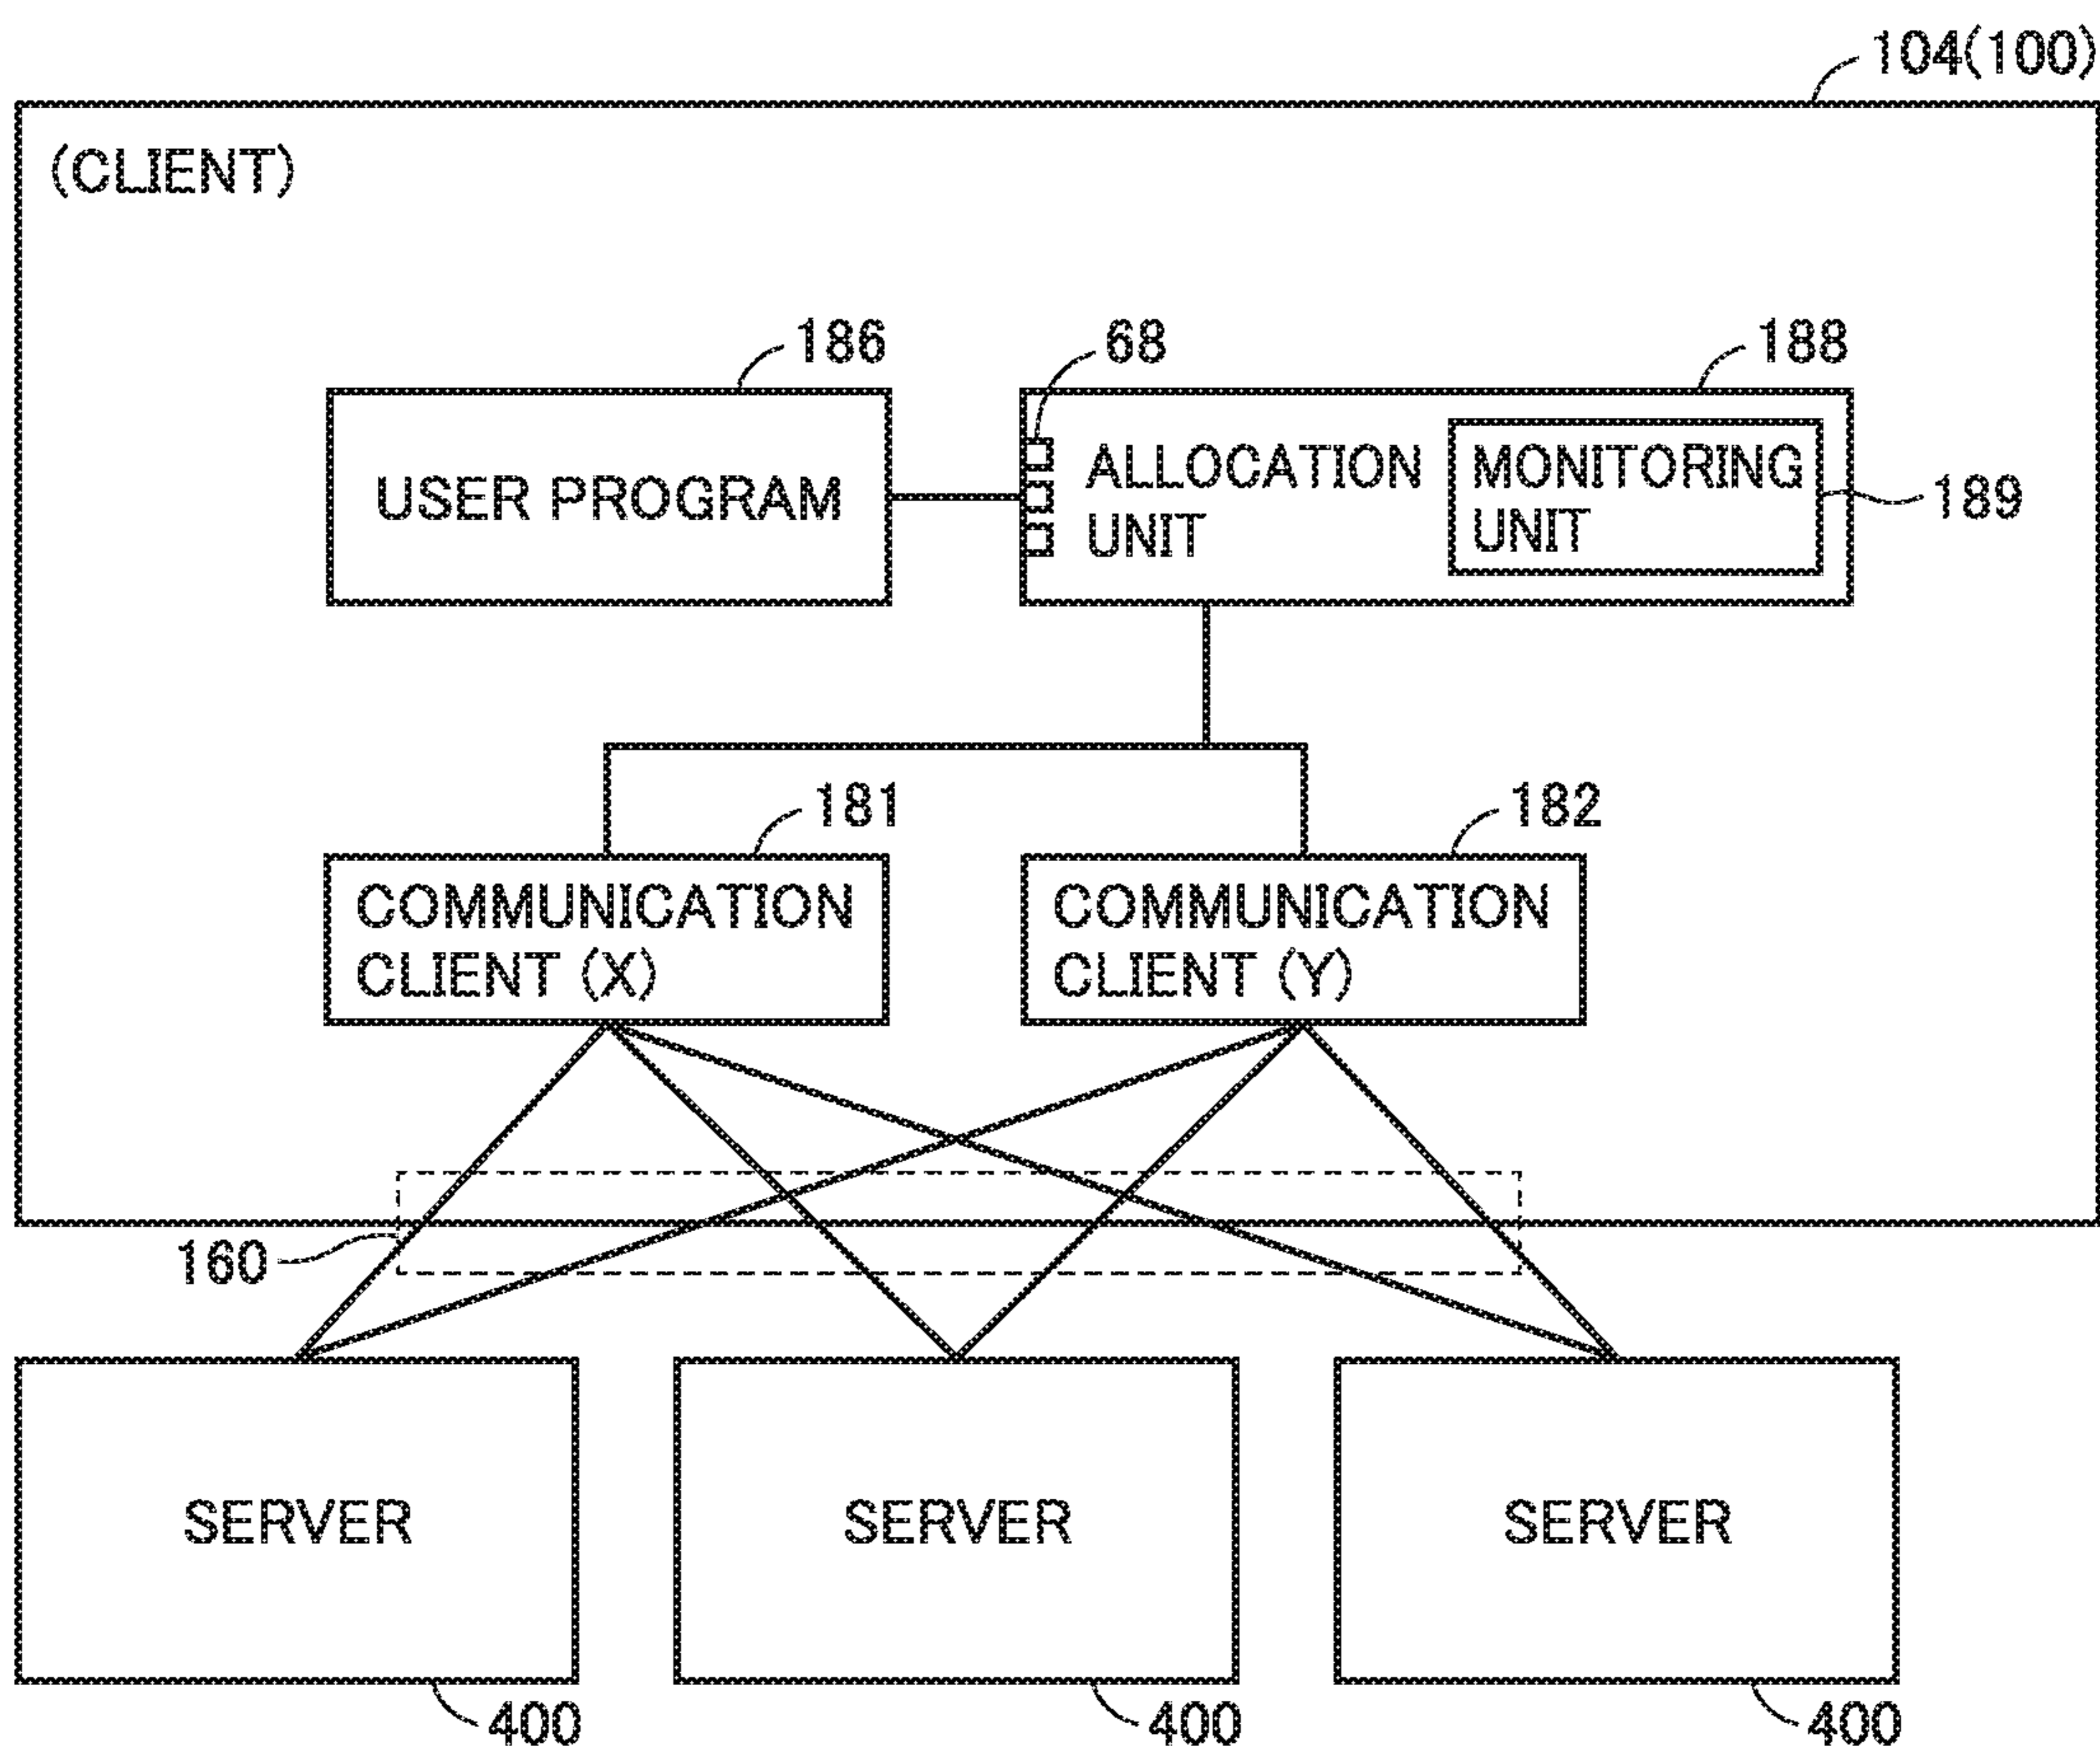 104(100)
(CLIENT)
186
68
188
USER PROGRAM
ALLOCATION
UNIT
MONITORING
UNIT
189
181
182
COMMUNICATION
CLIENT (X)
COMMUNICATION
CLIENT (Y)
160
SERVER
SERVER
SERVER
400
400
400